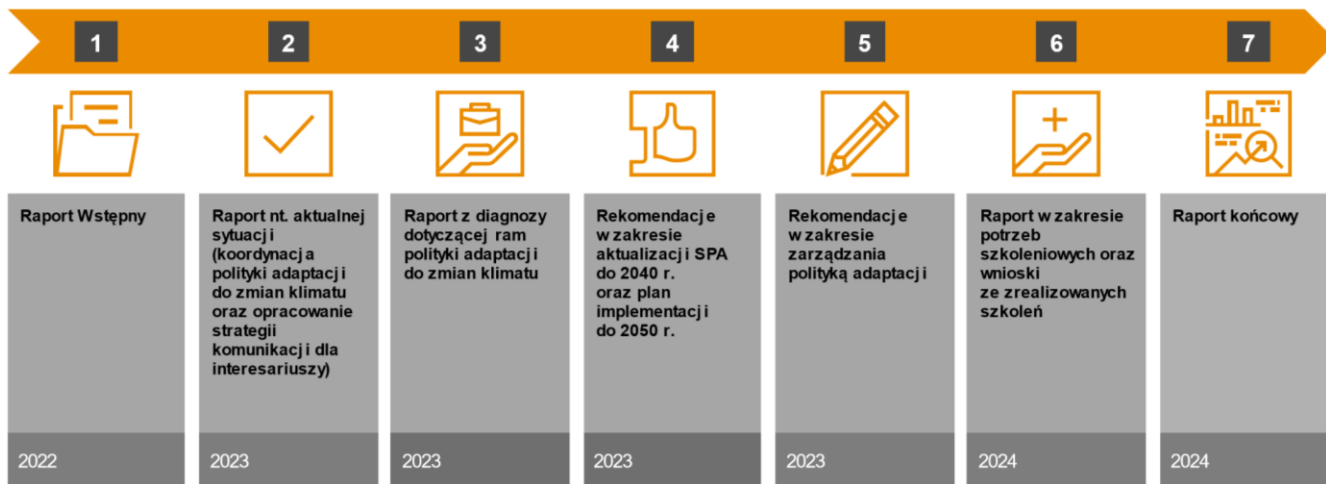 1
2
3
4
5
6
7
Raport Wstępny
Raport nt. aktualnej
sytuacji
(koordynacja
polityki adaptacji
do zmian klimatu
oraz opracowanie
strategii
komunikacji dla
interesariuszy)
Raport z diagnozy
dotyczącej ram
polityki adaptacji
do zmian klimatu
Rekomendacje
w zakresie
aktualizacji SPA
do 2040 r.
oraz plan
implementacji
do 2050 r.
Rekomendacje
w zakresie
zarządzania
polityką adaptacji
Raport w zakresie
potrzeb
szkoleniowych oraz
wnioski
ze zrealizowanych
szkoleń
Raport końcowy
2022
2023
2023
2023
2023
2024
2024